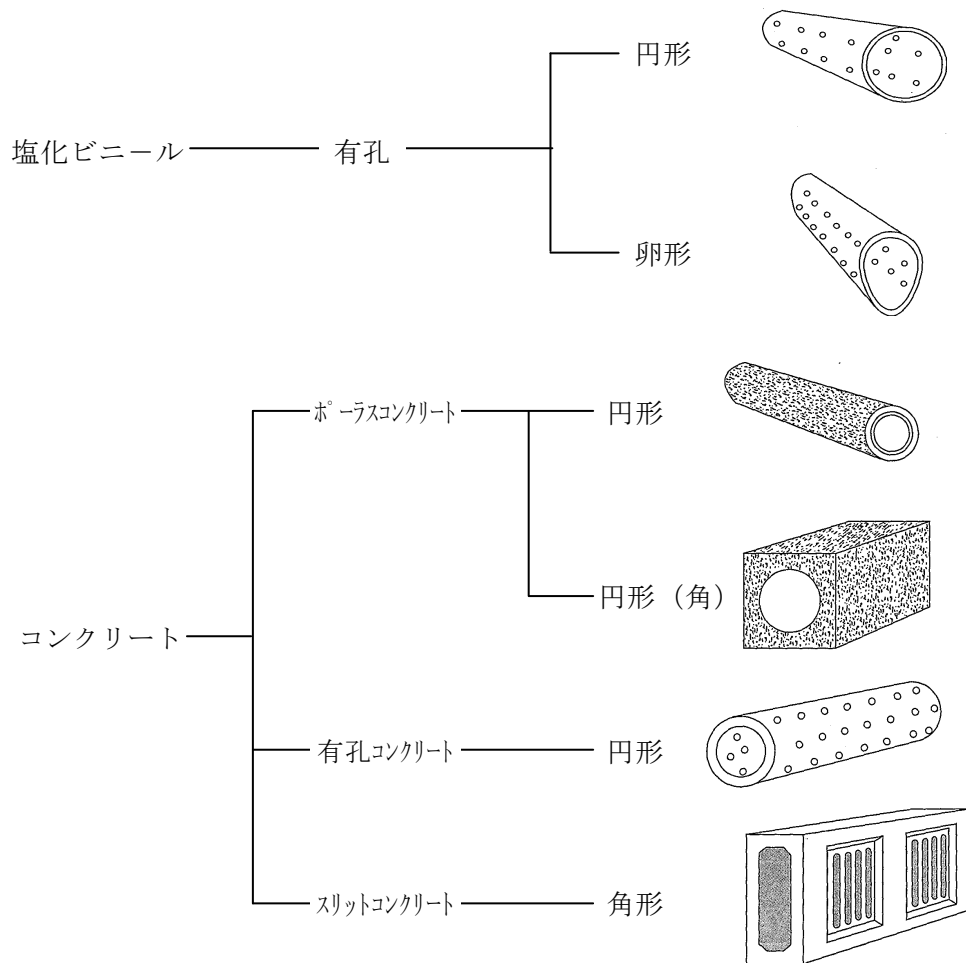 円形
塩化ビニール 有孔
卵形
ポーラスコンクリート 円形
円形（角）
コンクリート
有孔コンクリート 円形
スリットコンクリート 角形